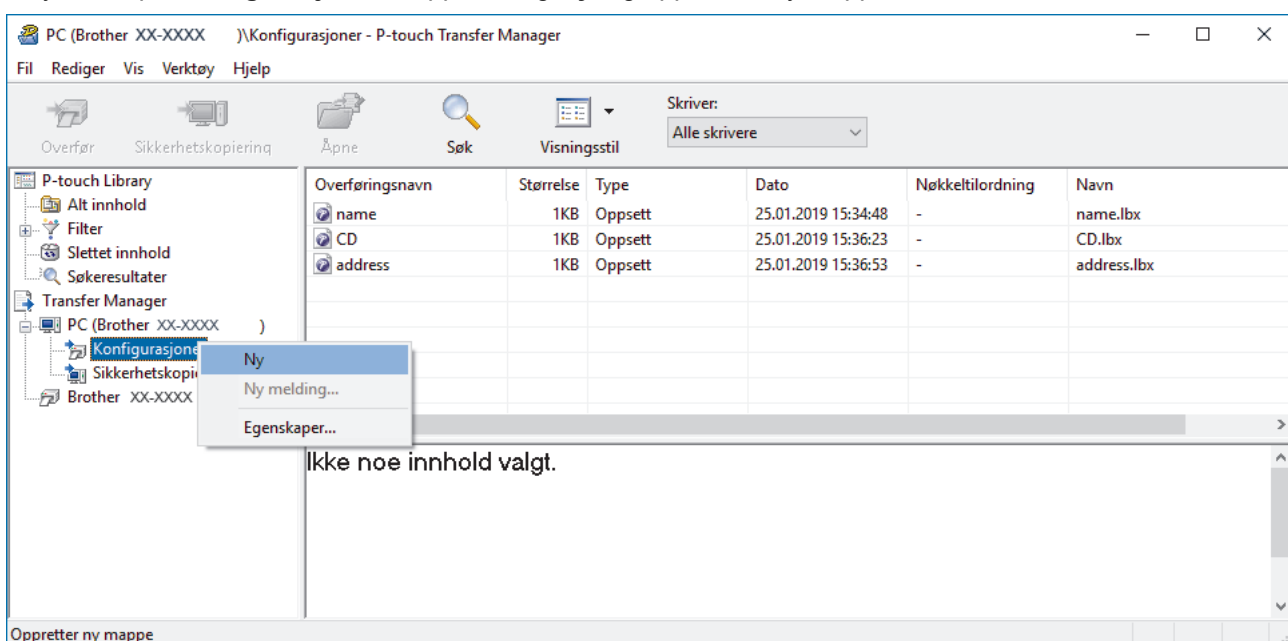 PC (Brother XX-XXXX )\Konfigurasjoner - P-touch Transfer Manager
Fil Rediger Vis Verktøy Hjelp
Overfør Sikkerhetskopiering Åpne Søk Visningsstil
Skriver:
Alle skrivere
P-touch Library
Alt innhold
Filter
Slettet innhold
Søkeresultater
Transfer Manager
PC (Brother XX-XXXX )
Konfigurasjone
Sikkerhetskopi
Brother XX-XXXX
Ny
Ny melding...
Egenskaper...
Overføringsnavn Størrelse Type Dato Nøkkeltilordning Navn
name 1KB Oppsett 25.01.2019 15:34:48 - name.lbx
CD 1KB Oppsett 25.01.2019 15:36:23 - CD.lbx
address 1KB Oppsett 25.01.2019 15:36:53 - address.lbx
Ikke noe innhold valgt.
Oppretter ny mappe